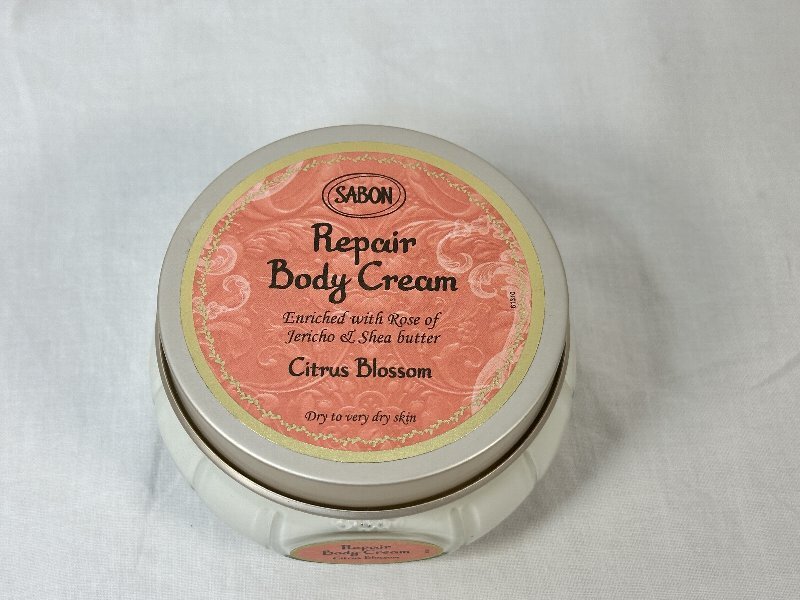 SABON
Repair
Body Cream
Enriched with Rose of
Jericho & Shea butter
Citrus Blossom
Dry to very dry skin
Repair
Body Cream
Citrus Blossom